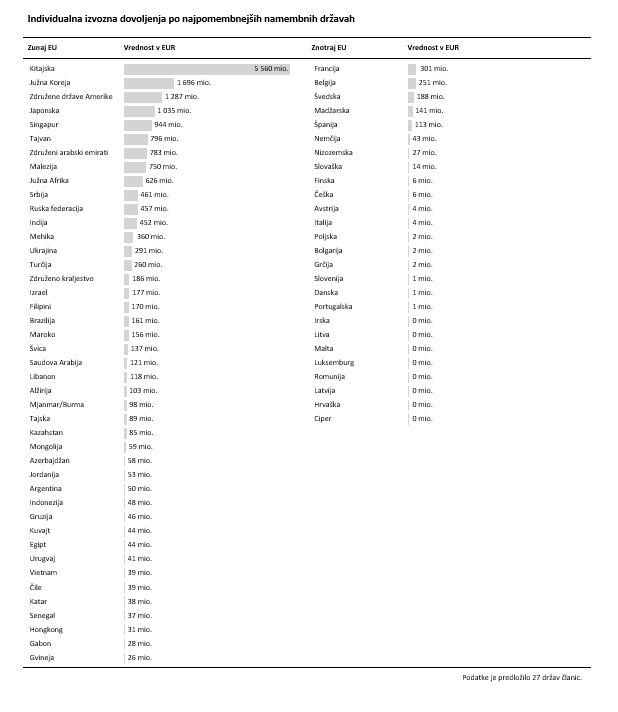 Individualna izvozna dovoljenja po najpomembnejših namembnih državah
Zunaj EU Vrednost v EUR Znotraj EU Vrednost v EUR
Kitajska 5 560 mio. Francija 301 mio.
Južna Koreja 1 696 mio. Belgija 251 mio.
Združene države Amerike 1 287 mio. Švedska 188 mio.
Japonska 1 035 mio. Madžarska 141 mio.
Singapur 944 mio. Španija 113 mio.
Tajvan 796 mio. Nemčija 43 mio.
Združeni arabski emirati 783 mio. Nizozemska 27 mio.
Malezija 750 mio. Slovaška 14 mio.
Južna Afrika 626 mio. Finska 6 mio.
Srbija 461 mio. Češka 6 mio.
Ruska federacija 457 mio. Avstrija 4 mio.
Indija 452 mio. Italija 4 mio.
Mehika 360 mio. Poljska 2 mio.
Ukrajina 291 mio. Bolgarija 2 mio.
Turčija 260 mio. Grčija 2 mio.
Združeno kraljestvo 186 mio. Slovenija 1 mio.
Izrael 177 mio. Danska 1 mio.
Filipini 170 mio. Portugalska 1 mio.
Brazilija 161 mio. Irska 0 mio.
Maroko 156 mio. Litva 0 mio.
Švica 137 mio. Malta 0 mio.
Saudova Arabija 121 mio. Luksemburg 0 mio.
Libanon 118 mio. Romunija 0 mio.
Alžirija 103 mio. Latvija 0 mio.
Mjanmar/Burma 98 mio. Hrvaška 0 mio.
Tajska 89 mio. Ciper 0 mio.
Kazahstan 85 mio.
Mongolija 59 mio.
Azerbajdžan 58 mio.
Jordanija 53 mio.
Argentina 50 mio.
Indonezija 48 mio.
Gruzija 46 mio.
Kuvajt 44 mio.
Egipt 44 mio.
Urugvaj 41 mio.
Vietnam 39 mio.
Čile 39 mio.
Katar 38 mio.
Senegal 37 mio.
Hongkong 31 mio.
Gabon 28 mio.
Gvineja 26 mio.
Podatke je predložilo 27 držav članic.